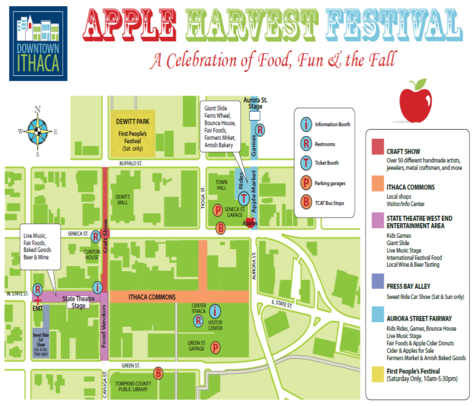 DOWNTOWN
ITHACA
APPLE HARVEST FESTIVAL
A Celebration of Food, Fun & the Fall
N
W
E
S
DEWITT PARK
First People's
Festival
(Sat. only)
Giant Slide
Ferris Wheel,
Bounce House,
Fair Foods,
Farmers Mrket,
Amish Bakery
Aurora St.
Stage
R
Games
i Information Booth
R Restrooms
T Ticket Booth
P Parking garages
B TCAT Bus Stops
BUFFALO ST.
DEWITT
MALL
TIOGA ST.
TOWN
HALL
Rides
Apple Market
T
P
SENECA ST.
GARAGE
B
SENECA ST.
R
Craft Show
CLINTON
HOUSE
Live Music,
Fair Foods,
Baked Goods
Beer & Wine
AURORA ST.
W. STATE ST.
R
i
EMT
State Theatre
Stage
ITHACA COMMONS
E. STATE ST.
Food Vendors
CENTER
ITHACA
i
R
VISITOR
CENTER
Sweet Ride
Car
Show
GREEN ST.
GARAGE
P
GREEN ST.
B
TOMPKINS COUNTY
PUBLIC LIBRARY
CAYUGA ST.
CRAFT SHOW
Over 50 different handmade artists,
jewelers, metal craftsmen, and more
ITHACA COMMONS
Local shops
Visitor/Info Center
STATE THEATRE WEST END
ENTERTAINMENT AREA
Kids Games
Giant Slide
Live Music Stage
International Festival Food
Local Wine & Beer Tasting
PRESS BAY ALLEY
Sweet Ride Car Show (Sat & Sun only)
AURORA STREET FAIRWAY
Kids Rides, Games, Bounce House
Live Music Stage
Fair Foods & Apple Cider Donuts
Cider & Apples for Sale
Farmers Market & Amish Baked Goods
First People's Festival
(Saturday Only, 10am-5:30pm)